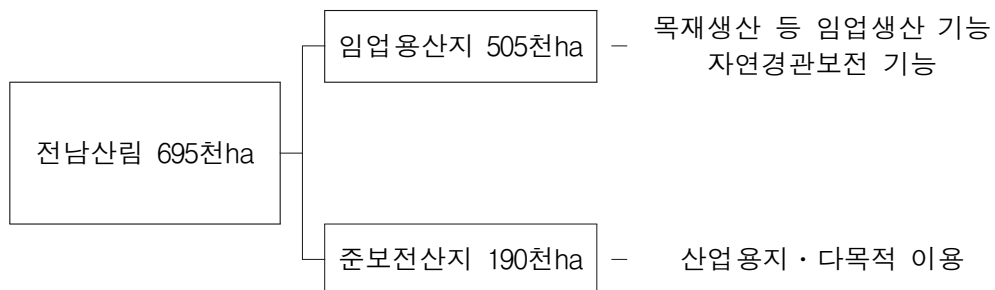 임업용산지 505천ha – 목재생산 등 임업생산 기능
자연경관보전 기능
전남산림 695천ha
준보전산지 190천ha – 산업용지·다목적 이용